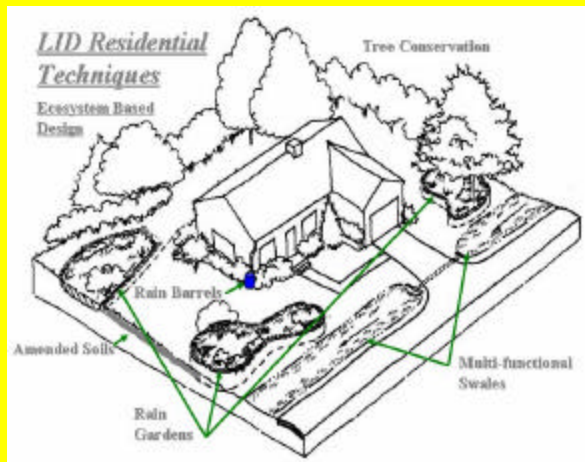 LID Residential
Techniques
Ecosystem Based
Design
Tree Conservation
Rain Barrels
Amended Soils
Rain
Gardens
Multi-functional
Swales